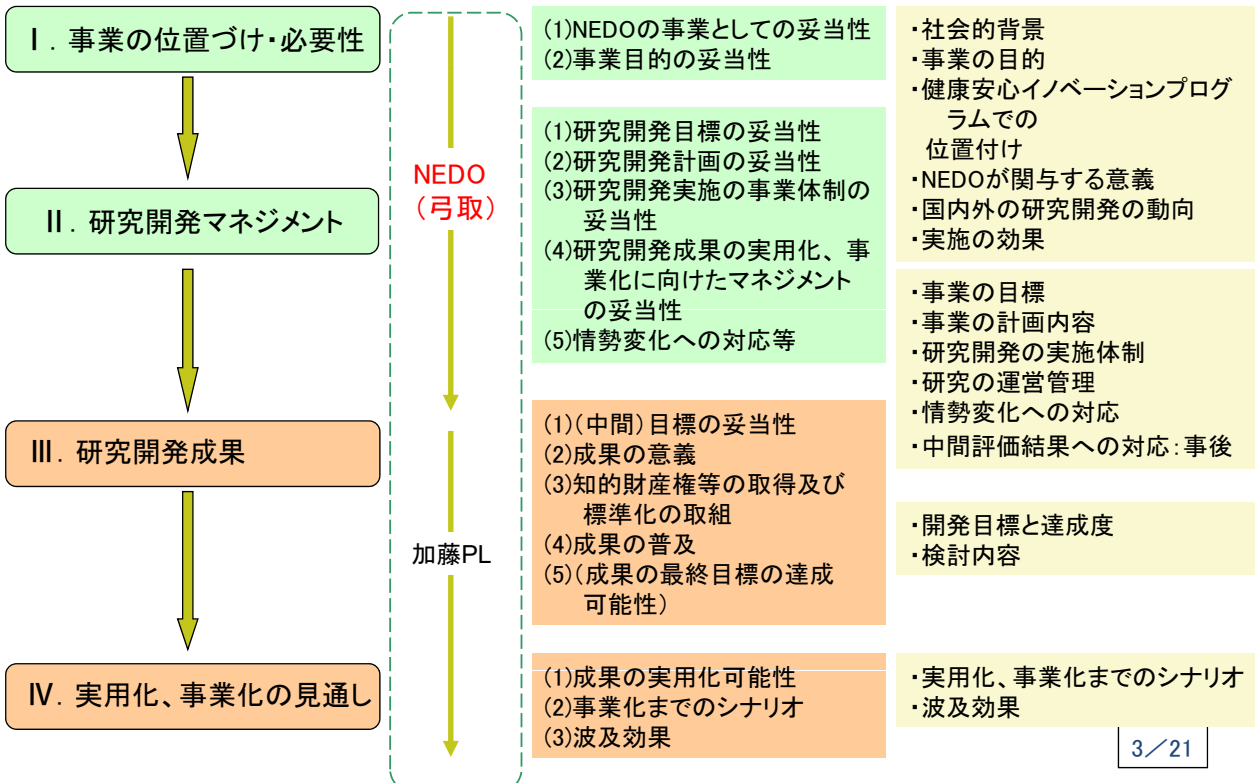 Ⅰ．事業の位置づけ・必要性
Ⅱ．研究開発マネジメント
Ⅲ．研究開発成果
Ⅳ．実用化、事業化の見通し
NEDO
（弓取）
加藤PL
(1)NEDOの事業としての妥当性
(2)事業目的の妥当性
(1)研究開発目標の妥当性
(2)研究開発計画の妥当性
(3)研究開発実施の事業体制の
妥当性
(4)研究開発成果の実用化、事
業化に向けたマネジメント
の妥当性
(5)情勢変化への対応等
(1)(中間)目標の妥当性
(2)成果の意義
(3)知的財産権等の取得及び
標準化の取組
(4)成果の普及
(5)(成果の最終目標の達成
可能性)
(1)成果の実用化可能性
(2)事業化までのシナリオ
(3)波及効果
・社会的背景
・事業の目的
・健康安心イノベーションプログ
ラムでの
位置付け
・NEDOが関与する意義
・国内外の研究開発の動向
・実施の効果
・事業の目標
・事業の計画内容
・研究開発の実施体制
・研究の運営管理
・情勢変化への対応
・中間評価結果への対応：事後
・開発目標と達成度
・検討内容
・実用化、事業化までのシナリオ
・波及効果
3／21